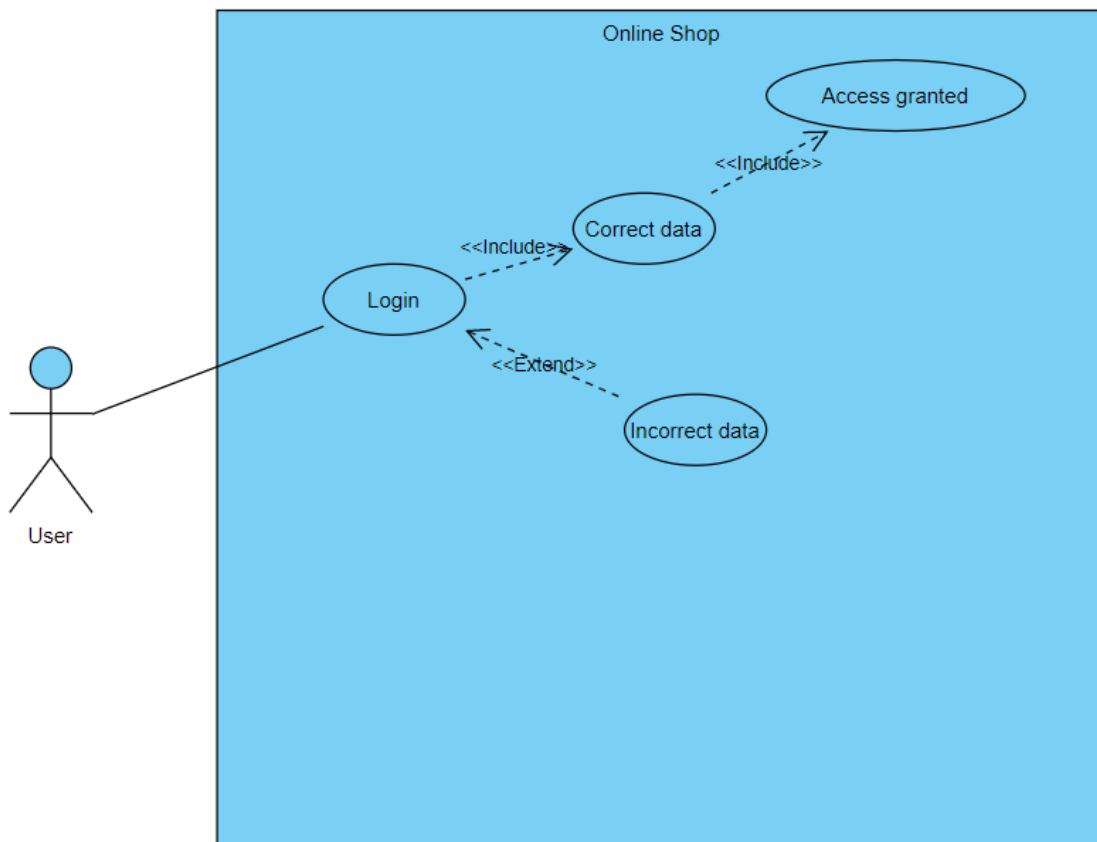 Online Shop
Access granted
<<Include>>
Correct data
<<Include>>
Login
<<Extend>>
Incorrect data
User